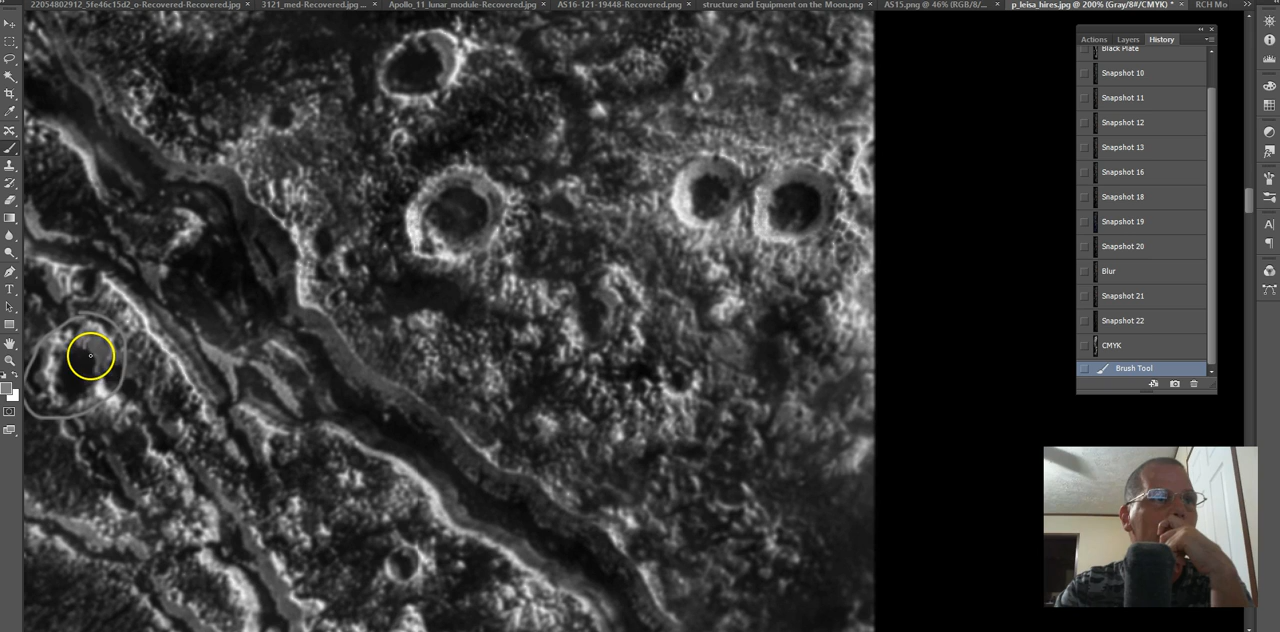 22054802912_5fe46c15d2_o-Recovered-Recovered.jpg × 3121_med-Recovered.jpg ... × Apollo_11_lunar_module-Recovered.jpg × AS16-121-19448-Recovered.png × structure and Equipment on the Moon.png × AS15.png @ 46% (RGB/8/... × p_leisa_hires.jpg @ 200% (Gray/8#/CMYK) * × RCH Mo
Actions Layers History
Black Plate
Snapshot 10
Snapshot 11
Snapshot 12
Snapshot 13
Snapshot 16
Snapshot 18
Snapshot 19
Snapshot 20
Blur
Snapshot 21
Snapshot 22
CMYK
Brush Tool